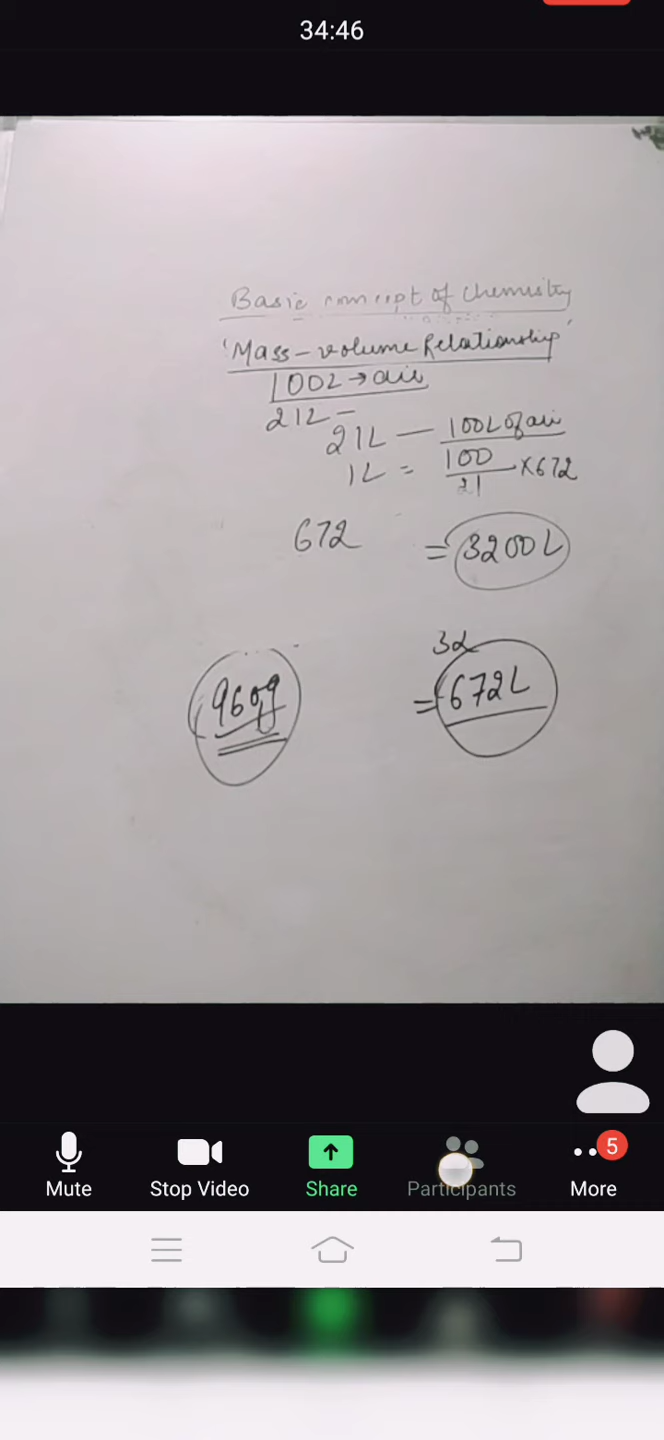 34:46
Basic concept of chemistry
'Mass-volume Relationship'
100L → air
21L -
21L — 100L of air
1L = 100/21 × 672
672 = 3200L
32
960g = 672L
5
Mute Stop Video Share Participants More